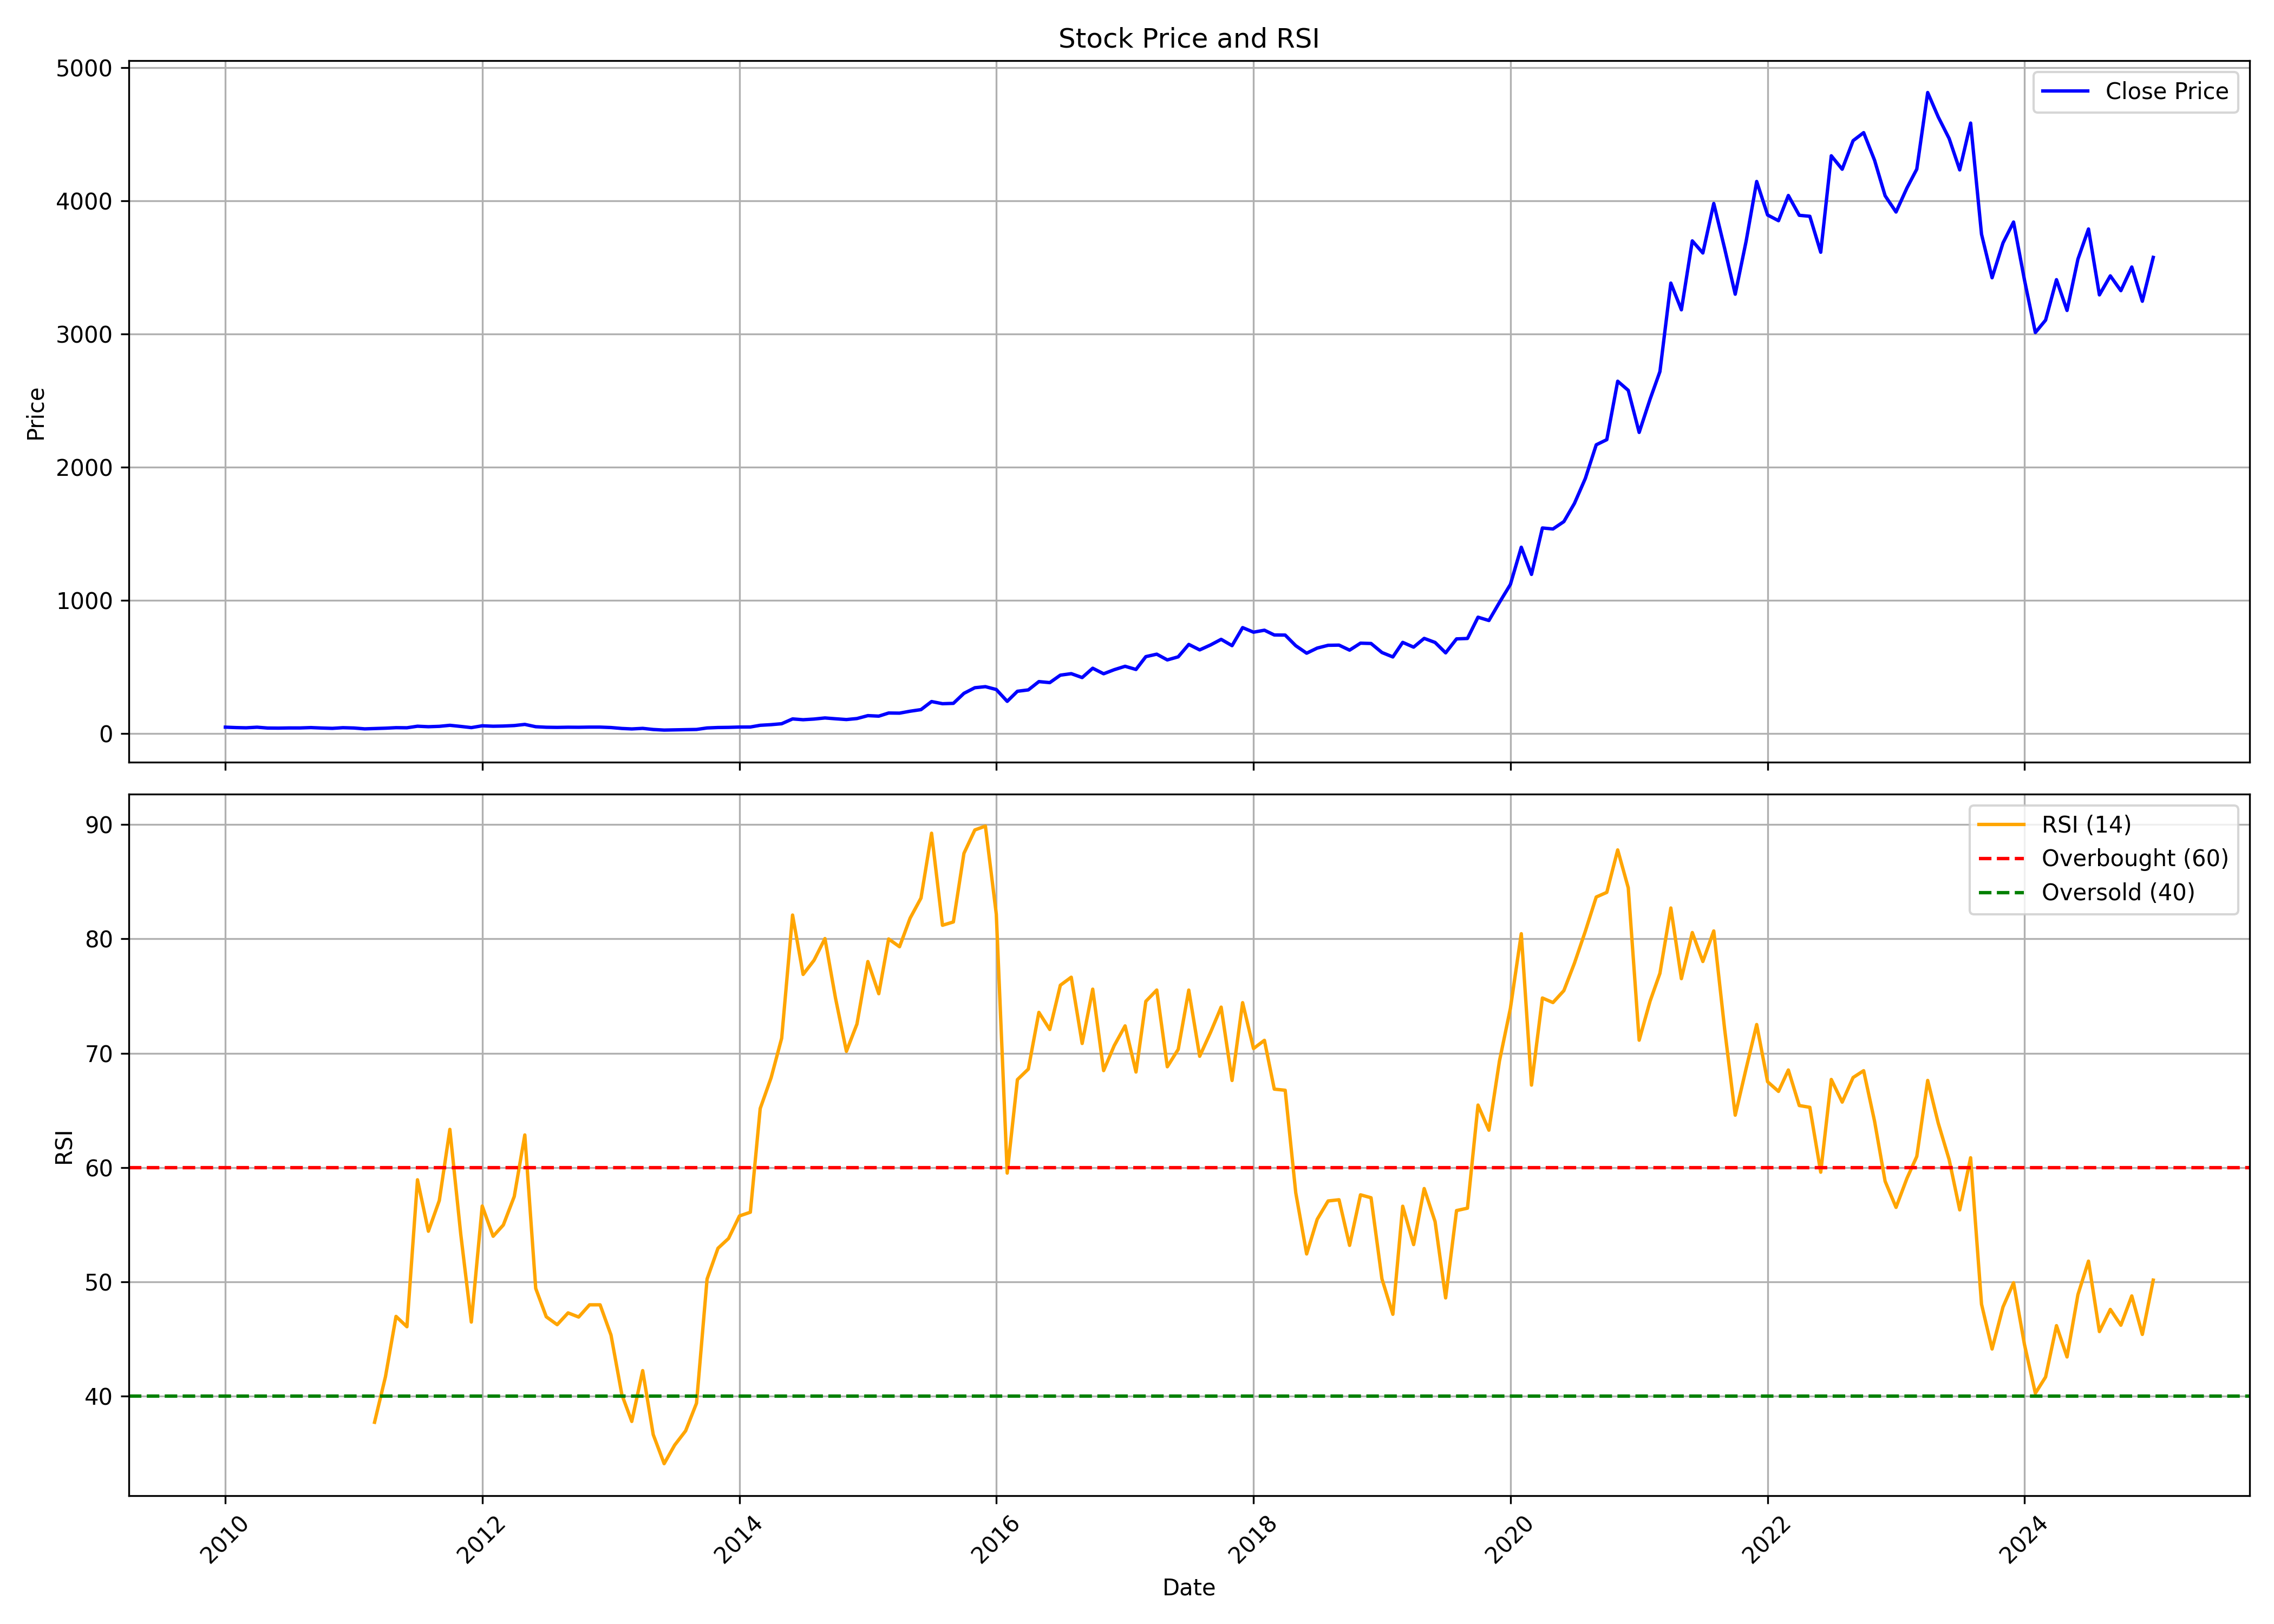 Stock Price and RSI
5000
4000
3000
2000
1000
0
Price
Close Price
90
80
70
60
50
40
RSI
RSI (14)
Overbought (60)
Oversold (40)
2010
2012
2014
2016
2018
2020
2022
2024
Date